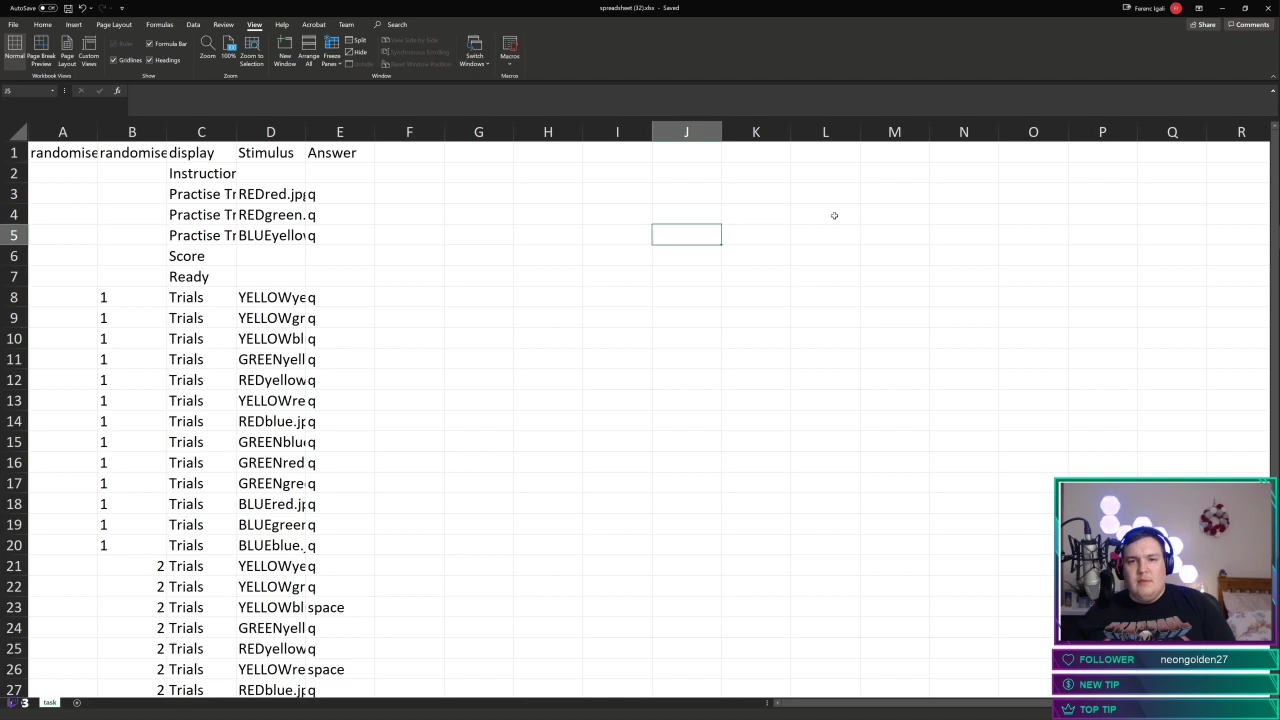 AutoSave Off spreadsheet (32).xlsx - Saved Ferenc Igali FI
File Home Insert Page Layout Formulas Data Review View Help Acrobat Team Search Share Comments
Normal Page Break Preview Page Layout Custom Views Ruler Formula Bar Gridlines Headings Zoom 100% Zoom to Selection New Window Arrange All Freeze Panes Split Hide Unhide View Side by Side Synchronous Scrolling Reset Window Position Switch Windows Macros
Workbook Views Show Zoom Window Macros
J5 fx
A B C D E F G H I J K L M N O P Q R
1 randomise randomise display Stimulus Answer
2 Instruction
3 Practise Tr REDred.jpg q
4 Practise Tr REDgreen. q
5 Practise Tr BLUEyellow q
6 Score
7 Ready
8 1 Trials YELLOWye q
9 1 Trials YELLOWgr q
10 1 Trials YELLOWbl q
11 1 Trials GREENyell q
12 1 Trials REDyellow q
13 1 Trials YELLOWre q
14 1 Trials REDblue.jp q
15 1 Trials GREENblue q
16 1 Trials GREENred q
17 1 Trials GREENgre q
18 1 Trials BLUEred.jp q
19 1 Trials BLUEgreen q
20 1 Trials BLUEblue. q
21 2 Trials YELLOWye q
22 2 Trials YELLOWgr q
23 2 Trials YELLOWbl space
24 2 Trials GREENyell q
25 2 Trials REDyellow q
26 2 Trials YELLOWre space
27 2 Trials REDblue.jp q
task
FOLLOWER neongolden27
NEW TIP
TOP TIP